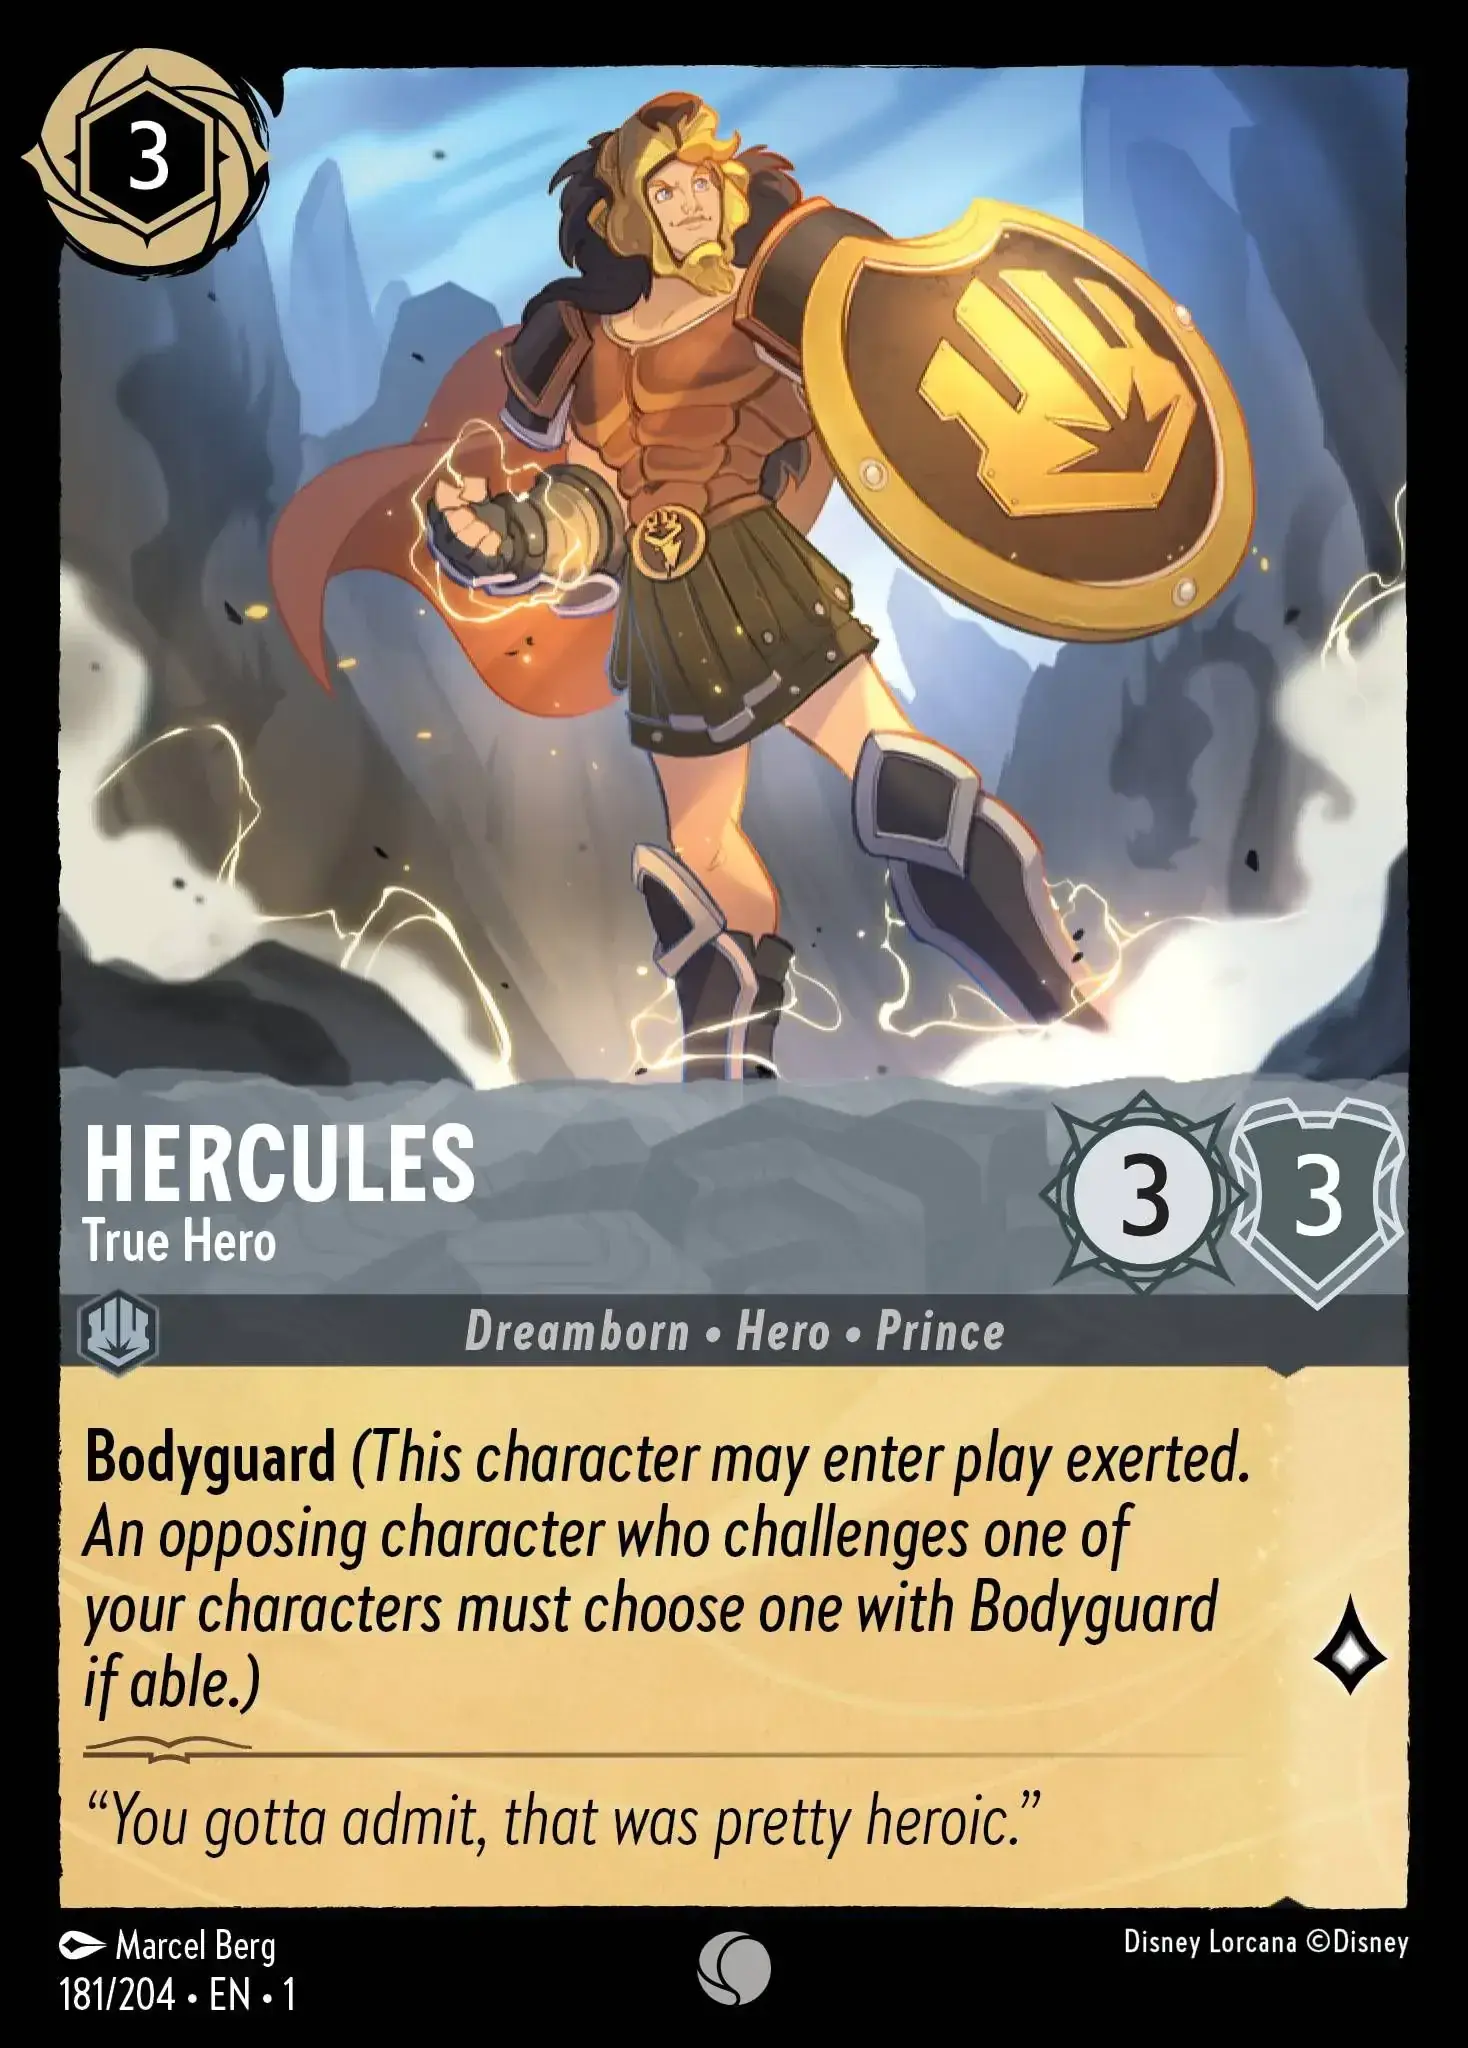 3
HERCULES
True Hero
3
3
Dreamborn • Hero • Prince
Bodyguard (This character may enter play exerted.
An opposing character who challenges one of
your characters must choose one with Bodyguard
if able.)
“You gotta admit, that was pretty heroic.”
Marcel Berg
181/204 • EN • 1
Disney Lorcana ©Disney